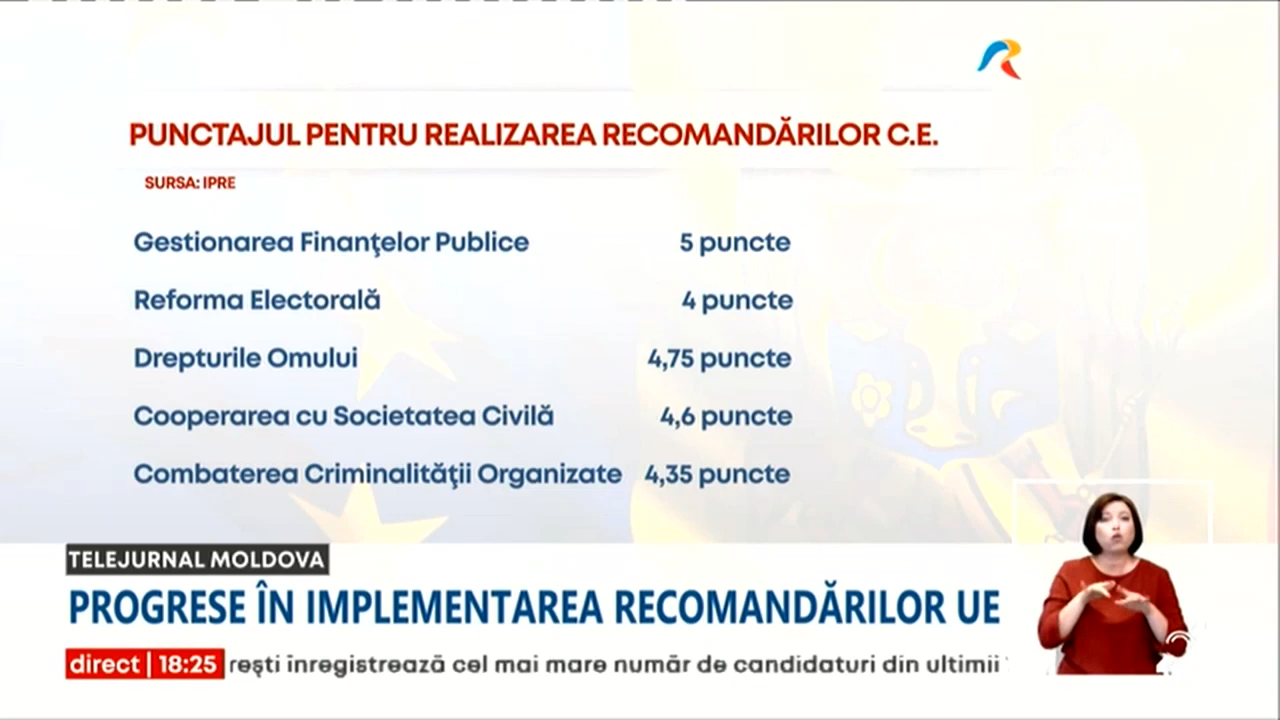 PUNCTAJUL PENTRU REALIZAREA RECOMANDĂRILOR C.E.
SURSA: IPRE
Gestionarea Finanţelor Publice 5 puncte
Reforma Electorală 4 puncte
Drepturile Omului 4,75 puncte
Cooperarea cu Societatea Civilă 4,6 puncte
Combaterea Criminalităţii Organizate 4,35 puncte
TELEJURNAL MOLDOVA
PROGRESE ÎN IMPLEMENTAREA RECOMANDĂRILOR UE
direct | 18:25 rești înregistrează cel mai mare număr de candidaturi din ultimii